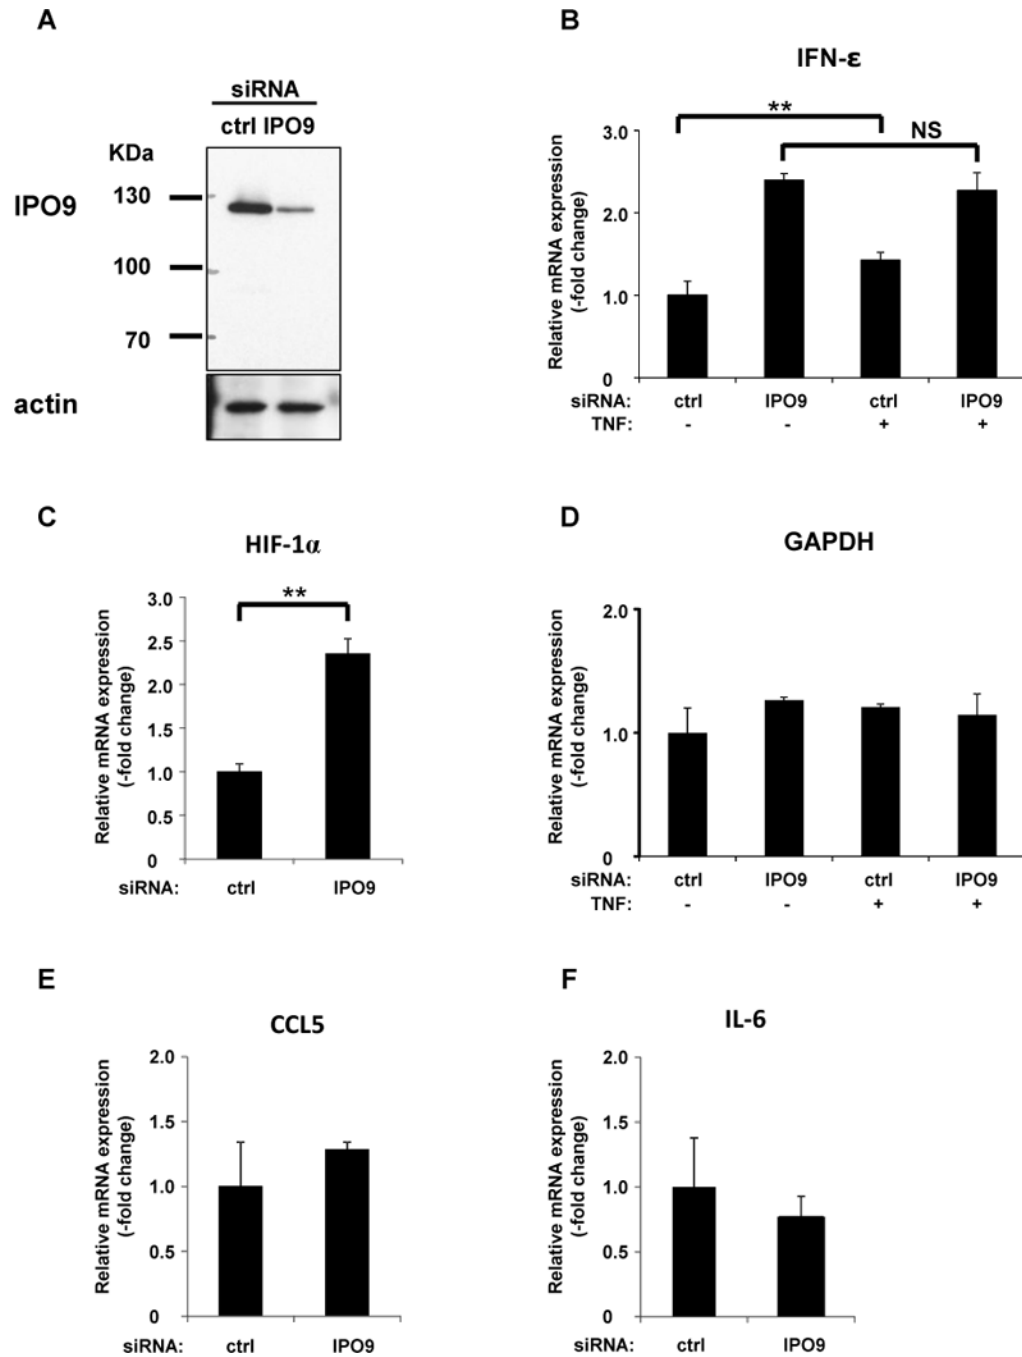 A
siRNA
ctrl IPO9
KDa
IPO9
130
100
70
actin
B
IFN-ε
**
NS
Relative mRNA expression
(-fold change)
3.0
2.0
1.0
0
siRNA: ctrl IPO9 ctrl IPO9
TNF: - - + +
C
HIF-1α
**
Relative mRNA expression
(-fold change)
3.0
2.5
2.0
1.5
1.0
0.5
0
siRNA: ctrl IPO9
D
GAPDH
Relative mRNA expression
(-fold change)
2.0
1.0
0
siRNA: ctrl IPO9 ctrl IPO9
TNF: - - + +
E
CCL5
Relative mRNA expression
(-fold change)
2.0
1.5
1.0
0.5
0
siRNA: ctrl IPO9
F
IL-6
Relative mRNA expression
(-fold change)
2.0
1.5
1.0
0.5
0
siRNA: ctrl IPO9